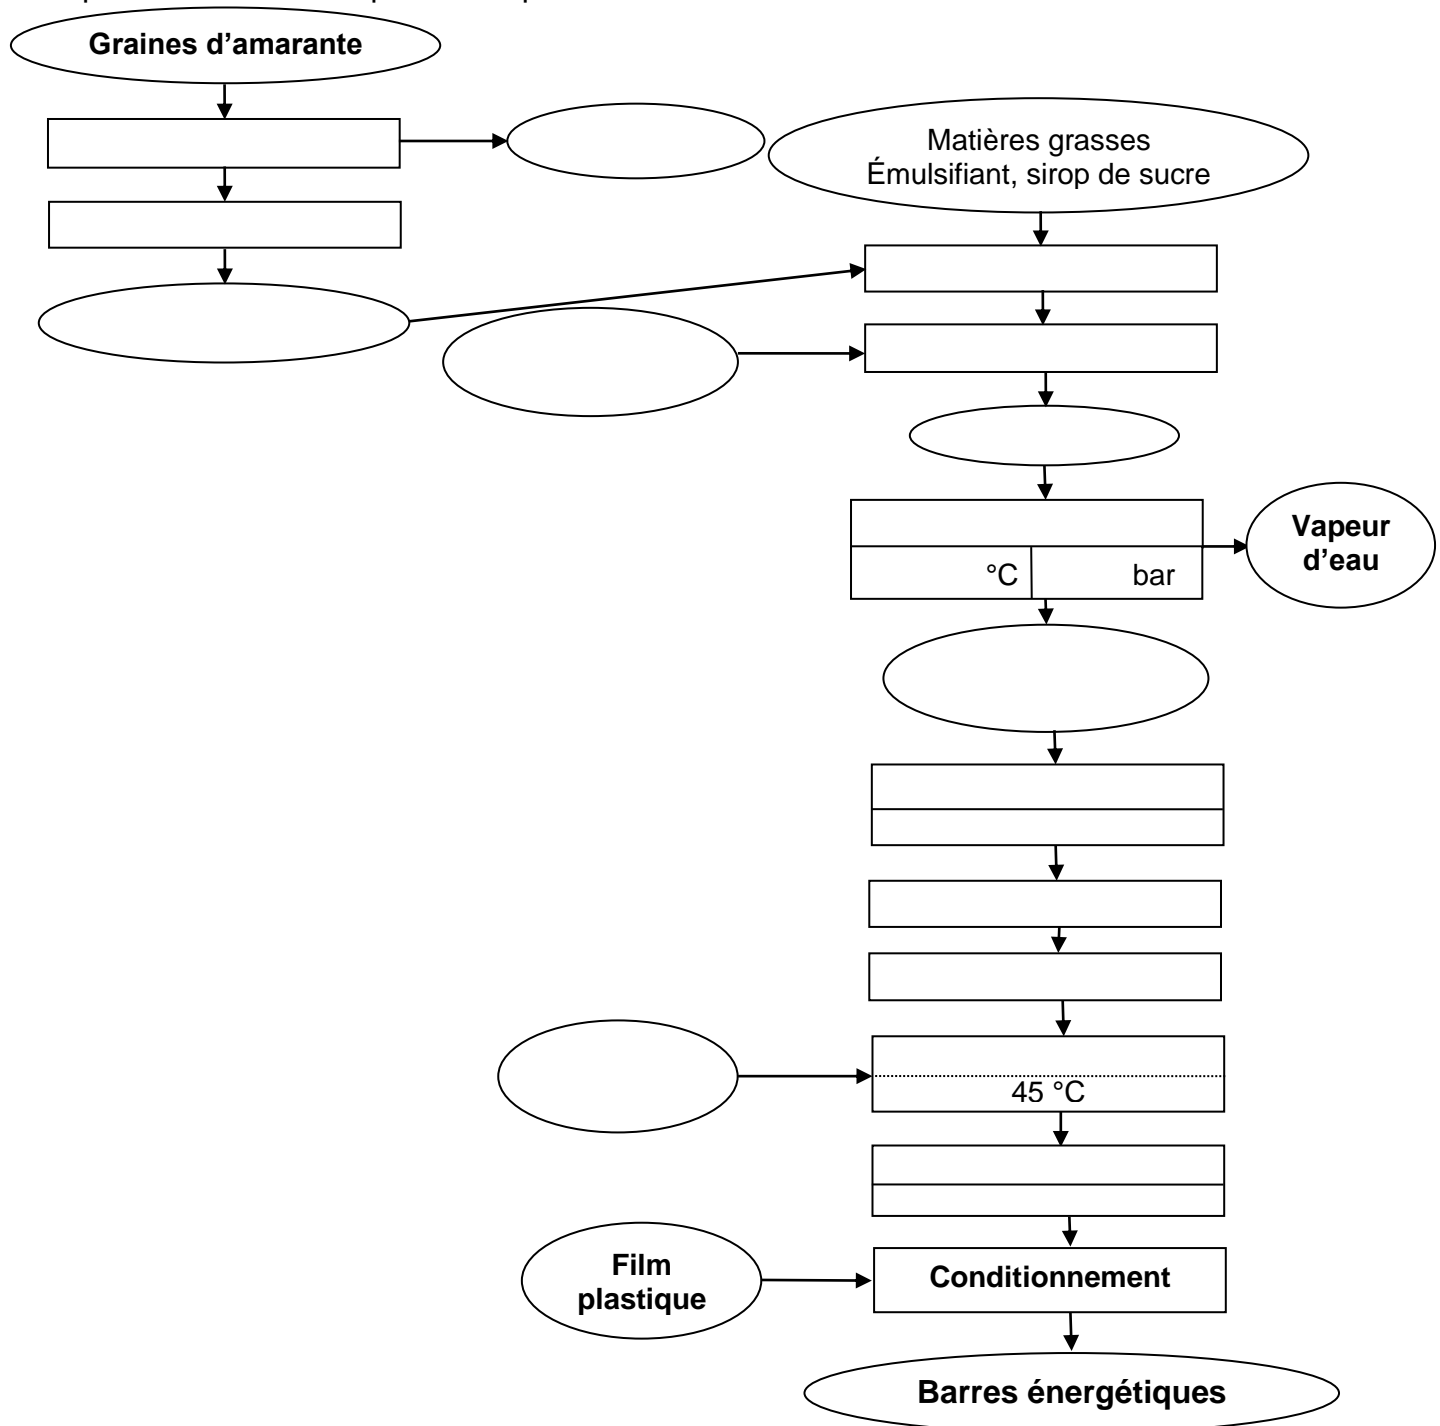 Graines d’amarante
Matières grasses
Émulsifiant, sirop de sucre
Vapeur
d’eau
°C
bar
45 °C
Film
plastique
Conditionnement
Barres énergétiques